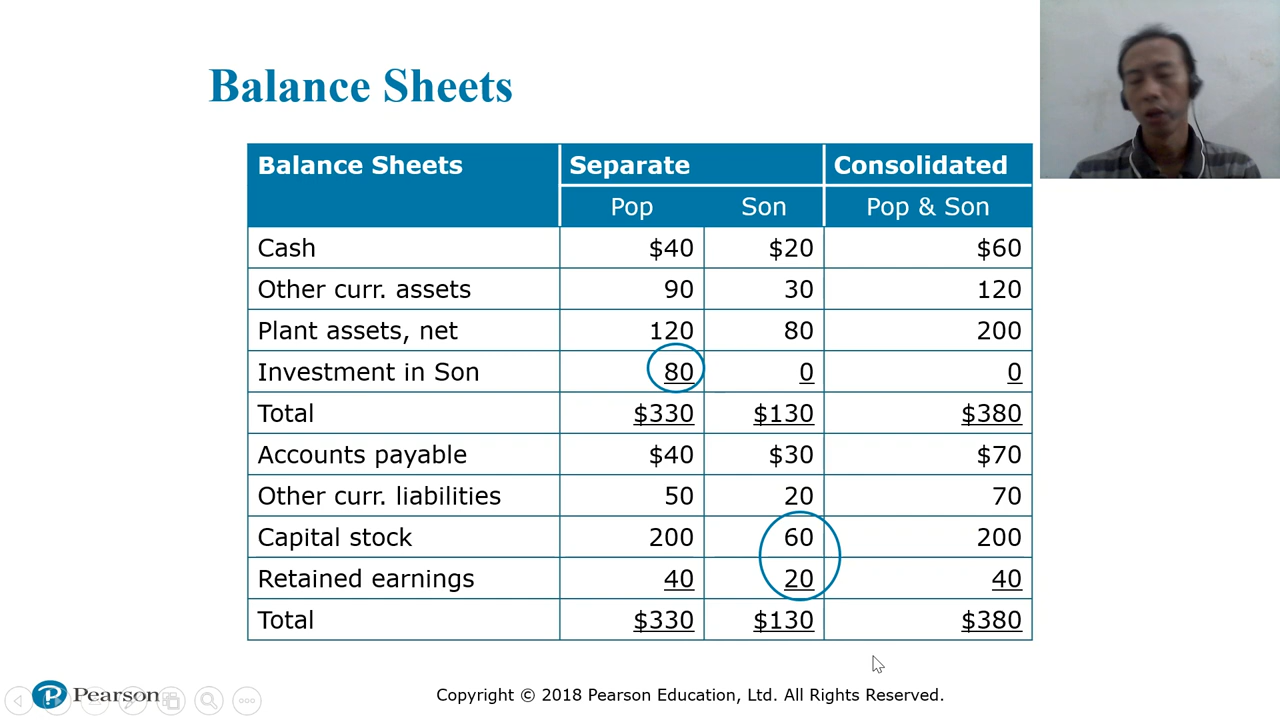 Balance Sheets
Balance Sheets Separate Consolidated
Pop Son Pop & Son
Cash $40 $20 $60
Other curr. assets 90 30 120
Plant assets, net 120 80 200
Investment in Son 80 0 0
Total $330 $130 $380
Accounts payable $40 $30 $70
Other curr. liabilities 50 20 70
Capital stock 200 60 200
Retained earnings 40 20 40
Total $330 $130 $380
P Pearson
Copyright © 2018 Pearson Education, Ltd. All Rights Reserved.